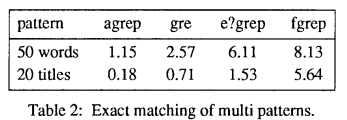 pattern agrep gre e?grep fgrep
50 words 1.15 2.57 6.11 8.13
20 titles 0.18 0.71 1.53 5.64
Table 2: Exact matching of multi patterns.